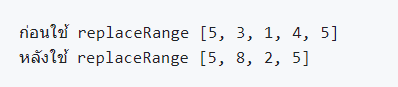 ก่อนใช้ replaceRange [5, 3, 1, 4, 5]
หลังใช้ replaceRange [5, 8, 2, 5]